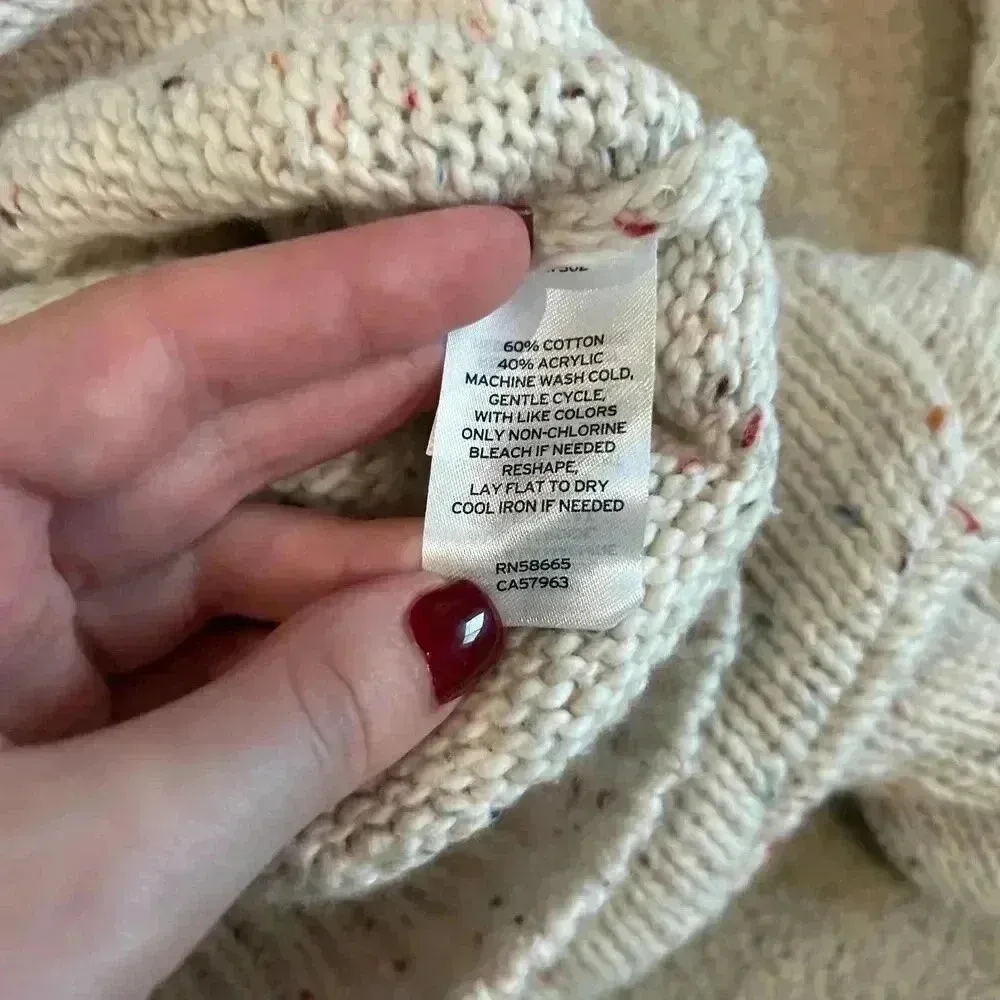 60% COTTON
40% ACRYLIC
MACHINE WASH COLD,
GENTLE CYCLE,
WITH LIKE COLORS
ONLY NON-CHLORINE
BLEACH IF NEEDED
RESHAPE,
LAY FLAT TO DRY
COOL IRON IF NEEDED
RN58665
CA57963